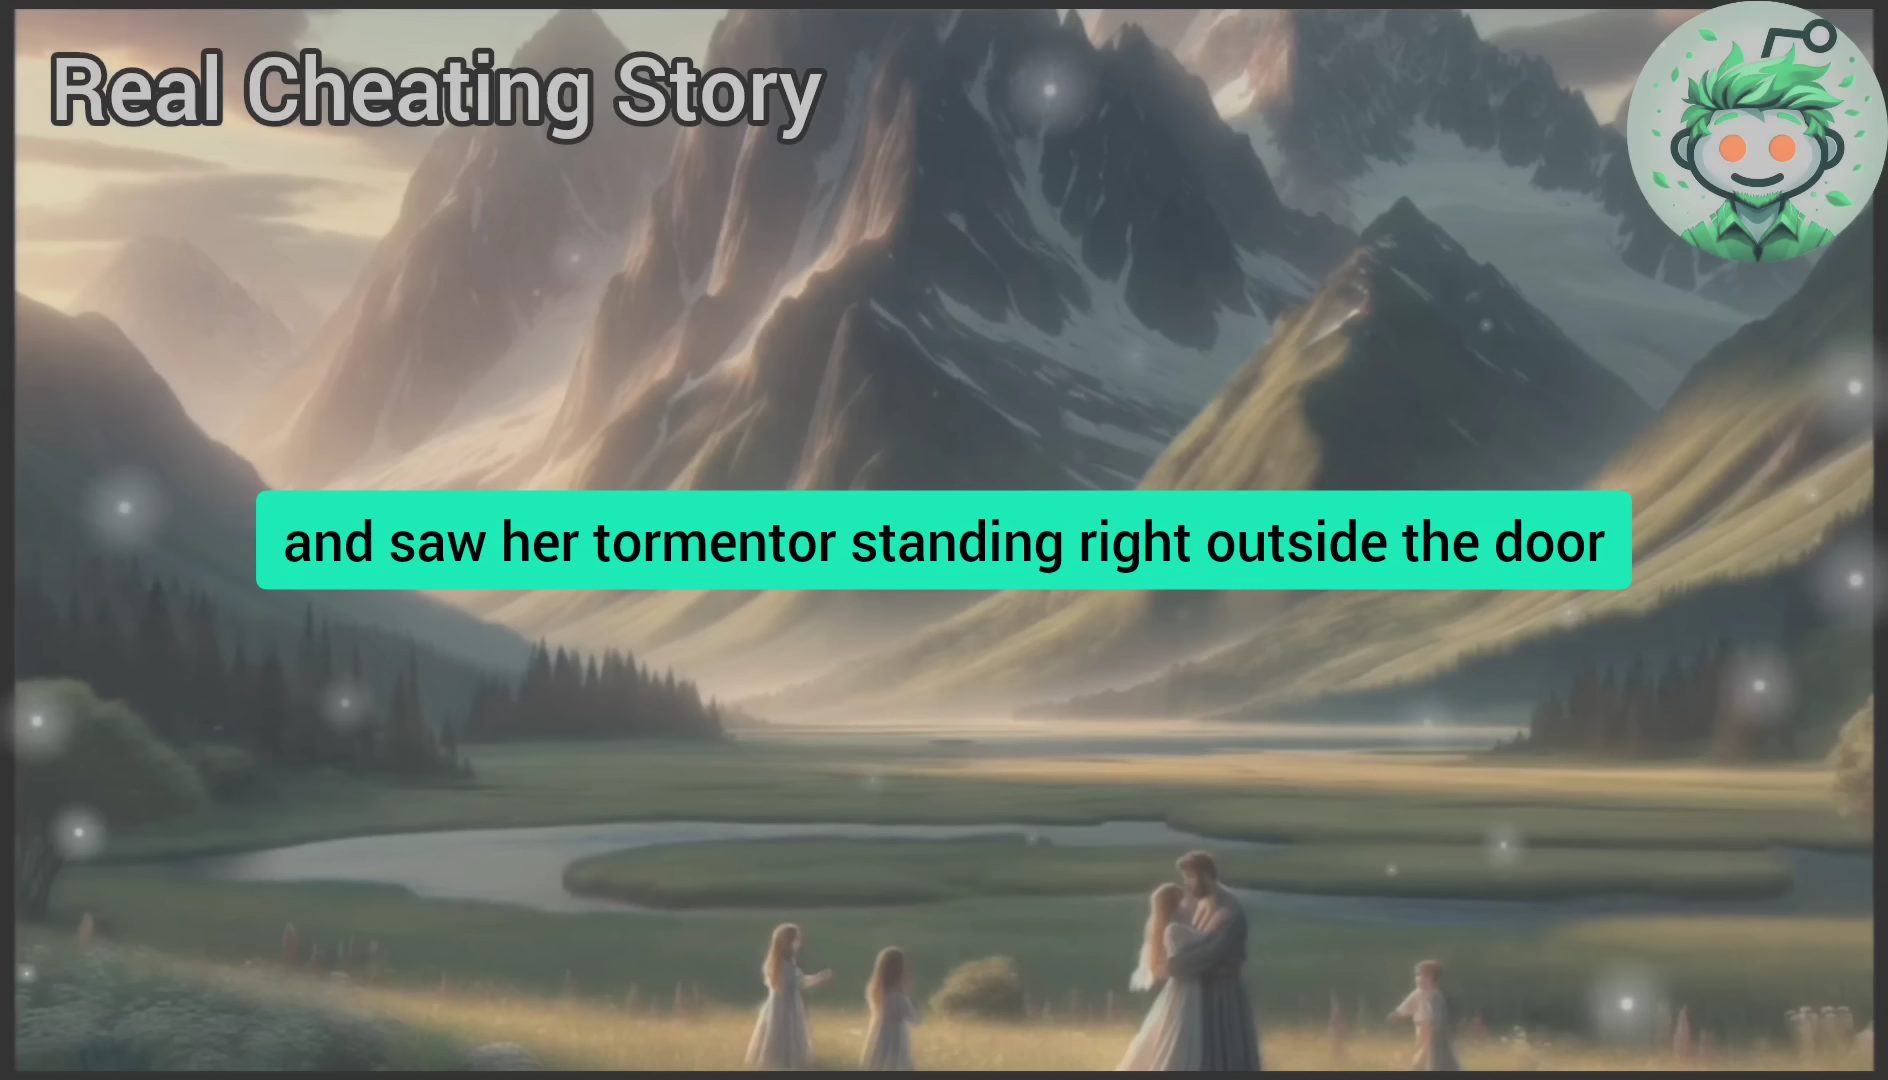 Real Cheating Story
and saw her tormentor standing right outside the door